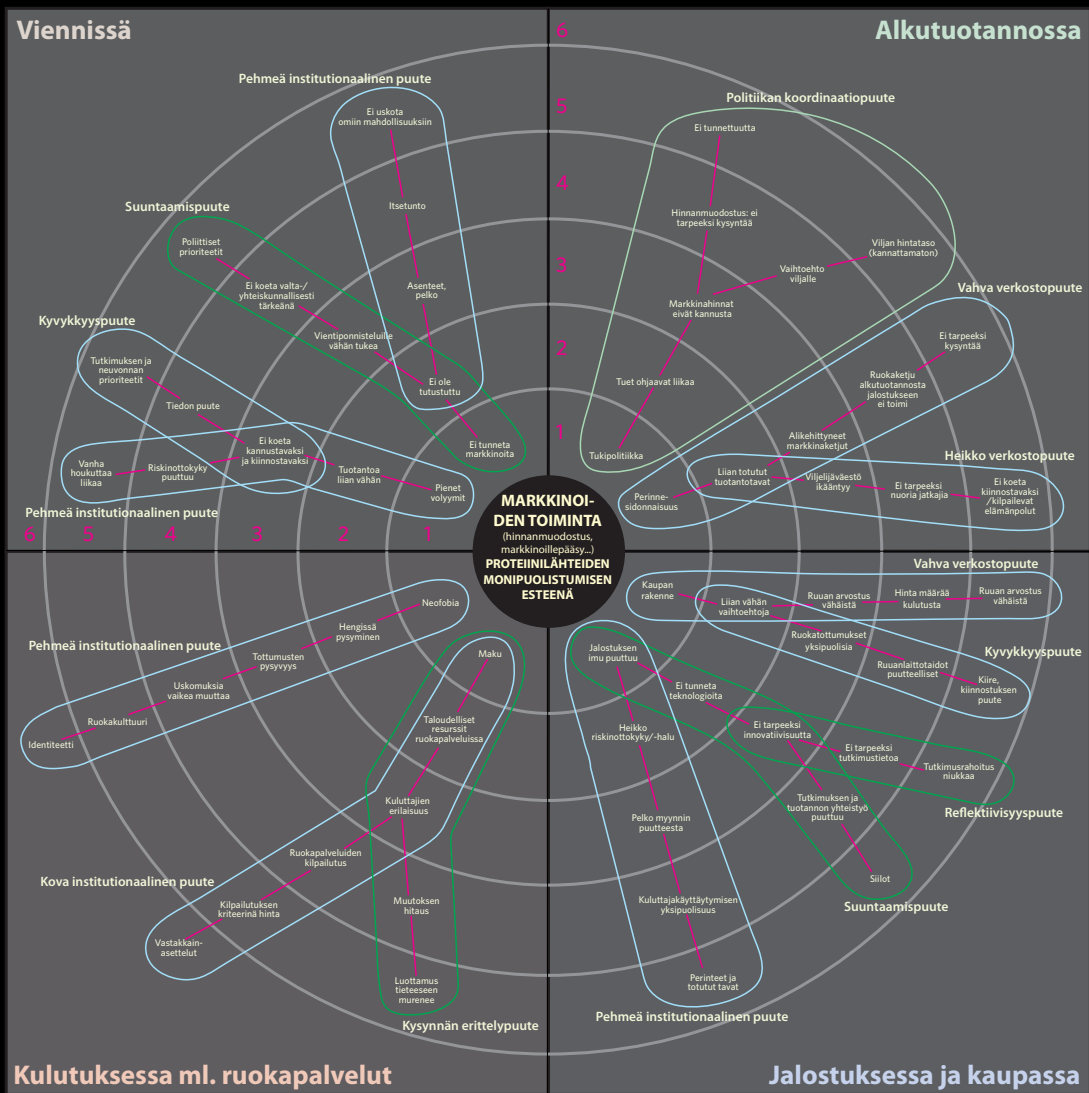 Viennissä
Alkutuotannossa
6
5
4
3
2
1
Pehmeä institutionaalinen puute
Ei uskota
omiin mahdollisuuksiin
Itsetunto
Asenteet,
pelko
Ei ole
tutustuttu
Suuntaamispuute
Poliittiset
prioriteetit
Ei koeta valta-/
yhteiskunnallisesti
tärkeänä
Vientiponnisteluille
vähän tukea
Ei tunneta
markkinoita
Kyvykkyyspuute
Tutkimuksen ja
neuvonnan
prioriteetit
Tiedon puute
Ei koeta
kannustavaksi
ja kiinnostavaksi
Vanha
houkuttaa
liikaa
Riskinottokyky
puuttuu
Tuotantoa
liian vähän
Pienet
volyymit
Pehmeä institutionaalinen puute
6
5
4
3
2
1
Politiikan koordinaatiopuute
Ei tunnettuutta
Hinnanmuodostus: ei
tarpeeksi kysyntää
Viljan hintataso
(kannattamaton)
Vaihtoehto
viljalle
Markkinahinnat
eivät kannusta
Tuet ohjaavat liikaa
Tukipolitiikka
Vahva verkostopuute
Ei tarpeeksi
kysyntää
Ruokaketju
alkutuotannosta
jalostukseen
ei toimi
Alikehittyneet
markkinaketjut
Heikko verkostopuute
Liian totutut
tuotantotavat
Perinne-
sidonnaisuus
Viljelijäväestö
ikääntyy
Ei tarpeeksi
nuoria jatkajia
Ei koeta
kiinnostavaksi
/kilpailevat
elämänpolut
MARKKINOI-
DEN TOIMINTA
(hinnanmuodostus,
markkinoillepääsy...)
PROTEIINILÄHTEIDEN
MONIPUOLISTUMISEN
ESTEENÄ
Neofobia
Hengissä
pysyminen
Tottumusten
pysyvyys
Uskomuksia
vaikea muuttaa
Ruokakulttuuri
Identiteetti
Pehmeä institutionaalinen puute
Maku
Taloudelliset
resurssit
ruokapalveluissa
Kuluttajien
erilaisuus
Ruokapalveluiden
kilpailutus
Kilpailutuksen
kriteerinä hinta
Vastakkain-
asettelut
Kova institutionaalinen puute
Muutoksen
hitaus
Luottamus
tieteeseen
murenee
Kysynnän erittelypuute
Vahva verkostopuute
Kaupan
rakenne
Liian vähän
vaihtoehtoja
Ruuan arvostus
vähäistä
Hinta määrää
kulutusta
Ruuan arvostus
vähäistä
Ruokatottumukset
yksipuolisia
Ruuanlaittotaidot
puutteelliset
Kiire,
kiinnostuksen
puute
Kyvykkyyspuute
Jalostuksen
imu puuttuu
Ei tunneta
teknologioita
Ei tarpeeksi
innovatiivisuutta
Ei tarpeeksi
tutkimustietoa
Tutkimusrahoitus
niukkaa
Reflektiivisyyspuute
Tutkimuksen ja
tuotannon yhteistyö
puuttuu
Siilot
Suuntaamispuute
Heikko
riskinottokyky/-halu
Pelko myynnin
puutteesta
Kuluttajakäyttäytymisen
yksipuolisuus
Perinteet ja
totutut tavat
Pehmeä institutionaalinen puute
Kulutuksessa ml. ruokapalvelut
Jalostuksessa ja kaupassa